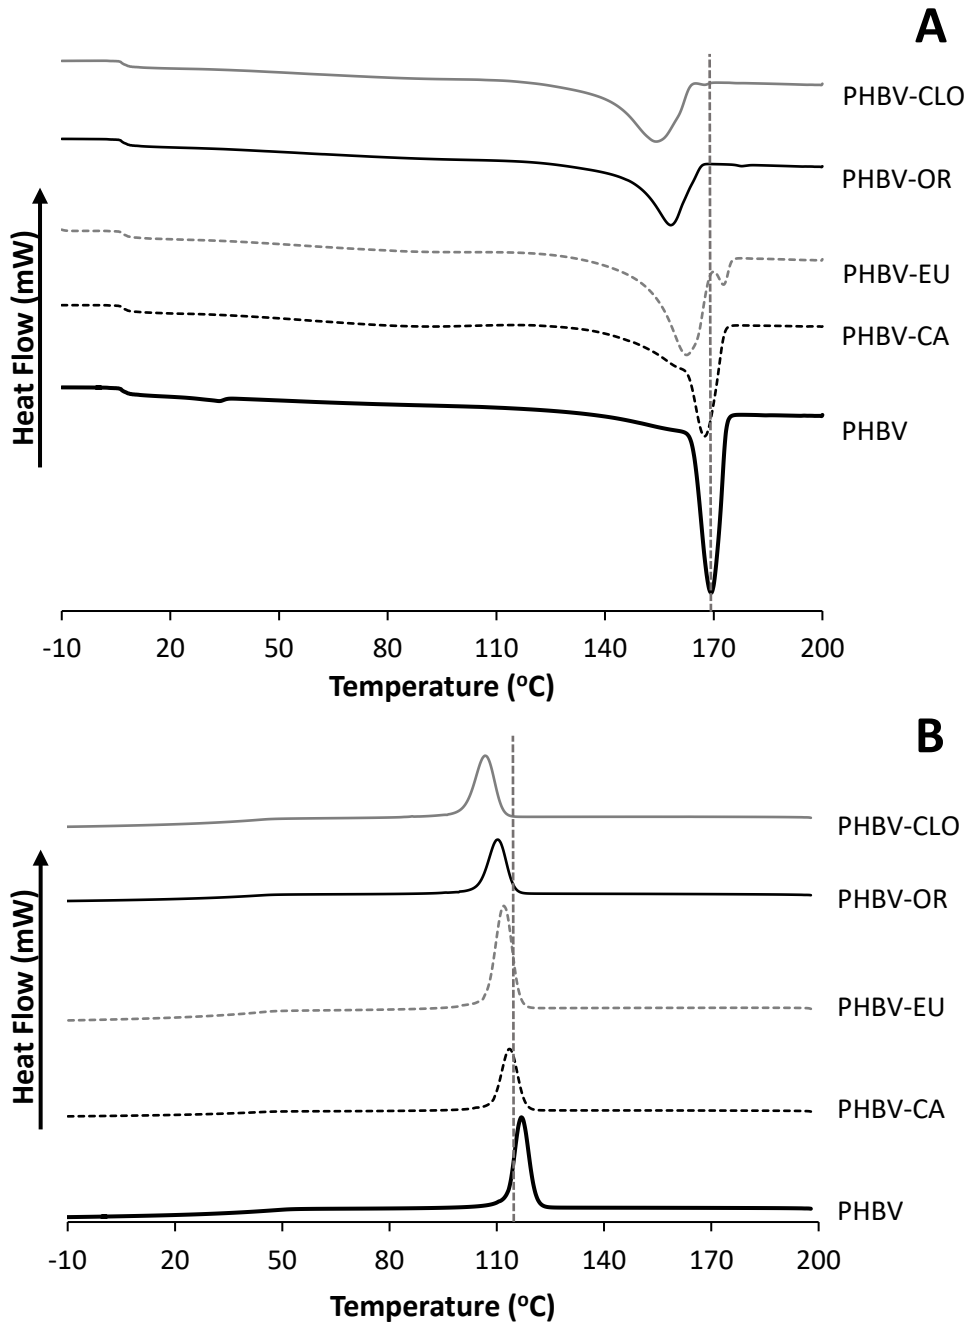 A
PHBV-CLO
PHBV-OR
PHBV-EU
PHBV-CA
PHBV
Heat Flow (mW)
-10 20 50 80 110 140 170 200
Temperature (ºC)
B
PHBV-CLO
PHBV-OR
PHBV-EU
PHBV-CA
PHBV
Heat Flow (mW)
-10 20 50 80 110 140 170 200
Temperature (ºC)